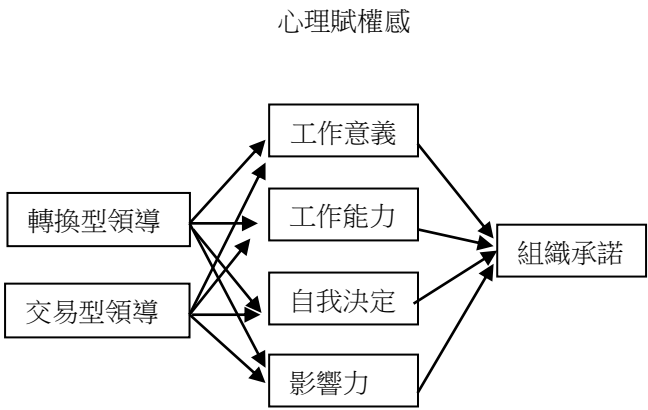 心理賦權感
工作意義
工作能力
轉換型領導
組織承諾
自我決定
交易型領導
影響力